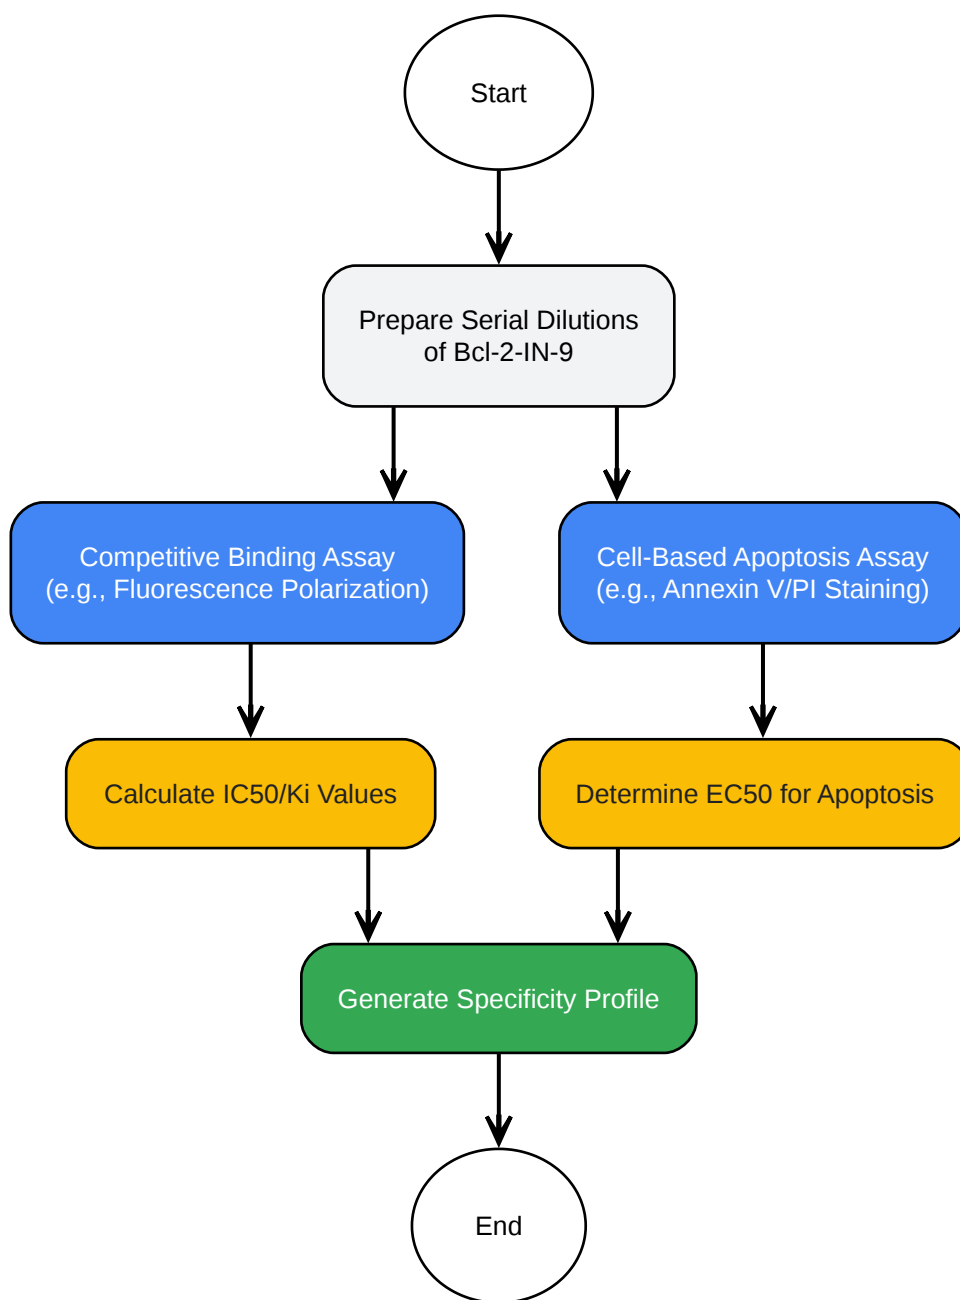 Start
Prepare Serial Dilutions
of Bcl-2-IN-9
Competitive Binding Assay
(e.g., Fluorescence Polarization)
Cell-Based Apoptosis Assay
(e.g., Annexin V/PI Staining)
Calculate IC50/Ki Values
Determine EC50 for Apoptosis
Generate Specificity Profile
End